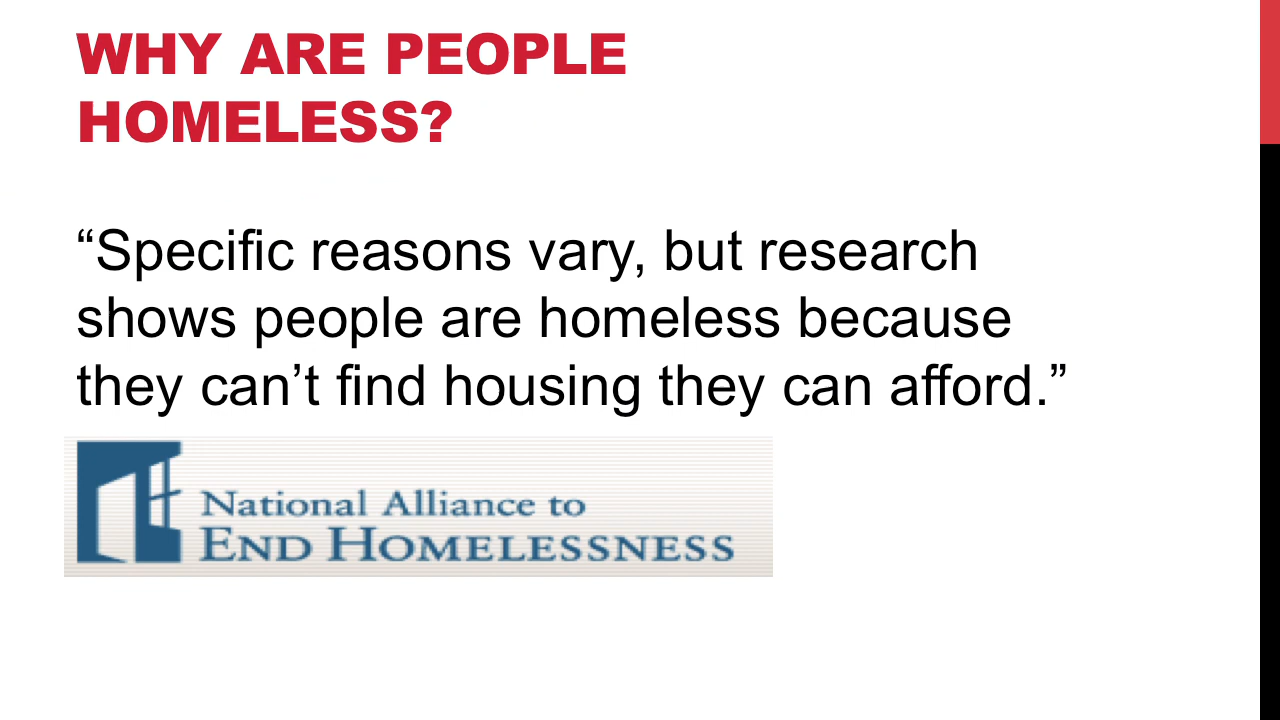 WHY ARE PEOPLE
HOMELESS?
“Specific reasons vary, but research
shows people are homeless because
they can’t find housing they can afford.”
National Alliance to
END HOMELESSNESS